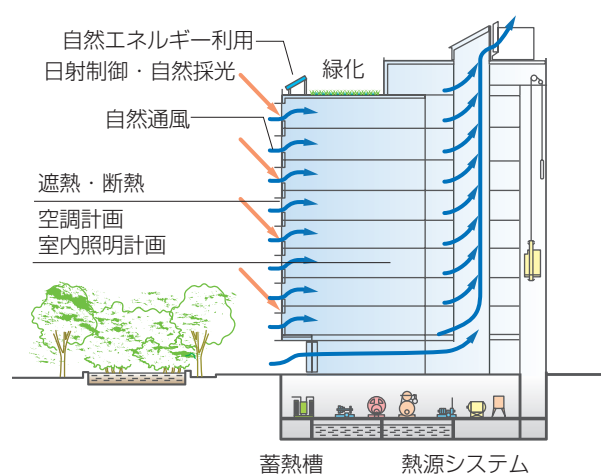 自然エネルギー利用
日射制御・自然採光
緑化
自然通風
遮熱・断熱
空調計画
室内照明計画
蓄熱槽
熱源システム